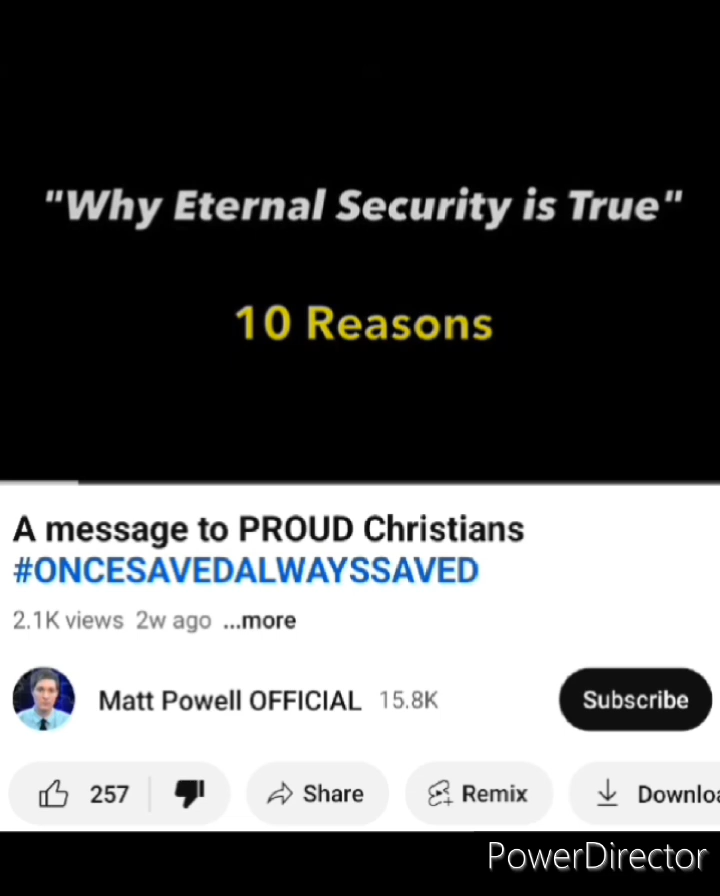 "Why Eternal Security is True"
10 Reasons
A message to PROUD Christians
#ONCESAVEDALWAYSSAVED
2.1K views 2w ago ...more
Matt Powell OFFICIAL 15.8K
Subscribe
257
Share
Remix
Downloa
PowerDirector